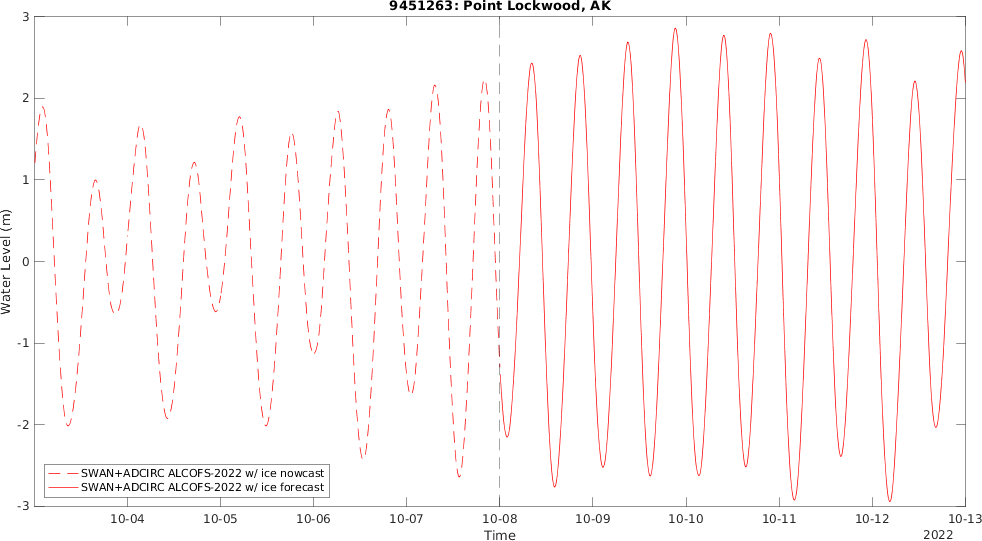 9451263: Point Lockwood, AK
3
2
1
0
-1
-2
-3
Water Level (m)
SWAN+ADCIRC ALCOFS-2022 w/ ice nowcast
SWAN+ADCIRC ALCOFS-2022 w/ ice forecast
10-04 10-05 10-06 10-07 10-08 10-09 10-10 10-11 10-12 10-13
Time
2022